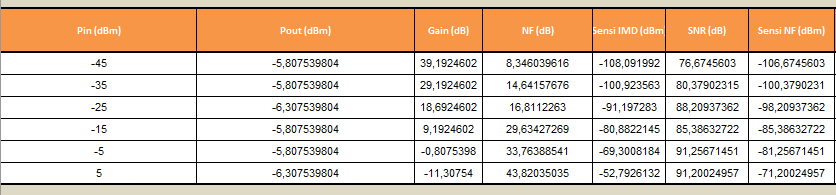 Pin (dBm) Pout (dBm) Gain (dB) NF (dB) Sensi IMD (dBm SNR (dB) Sensi NF (dBm)
-45 -5,807539804 39,1924602 8,346039616 -108,091992 76,6745603 -106,6745603
-35 -5,807539804 29,1924602 14,64157676 -100,923563 80,37902315 -100,3790231
-25 -6,307539804 18,6924602 16,8112263 -91,197283 88,20937362 -98,20937362
-15 -5,807539804 9,1924602 29,63427269 -80,8822145 85,38632722 -85,38632722
-5 -5,807539804 -0,8075398 33,76388541 -69,3008184 91,25671451 -81,25671451
5 -6,307539804 -11,30754 43,82035035 -52,7926132 91,20024957 -71,20024957